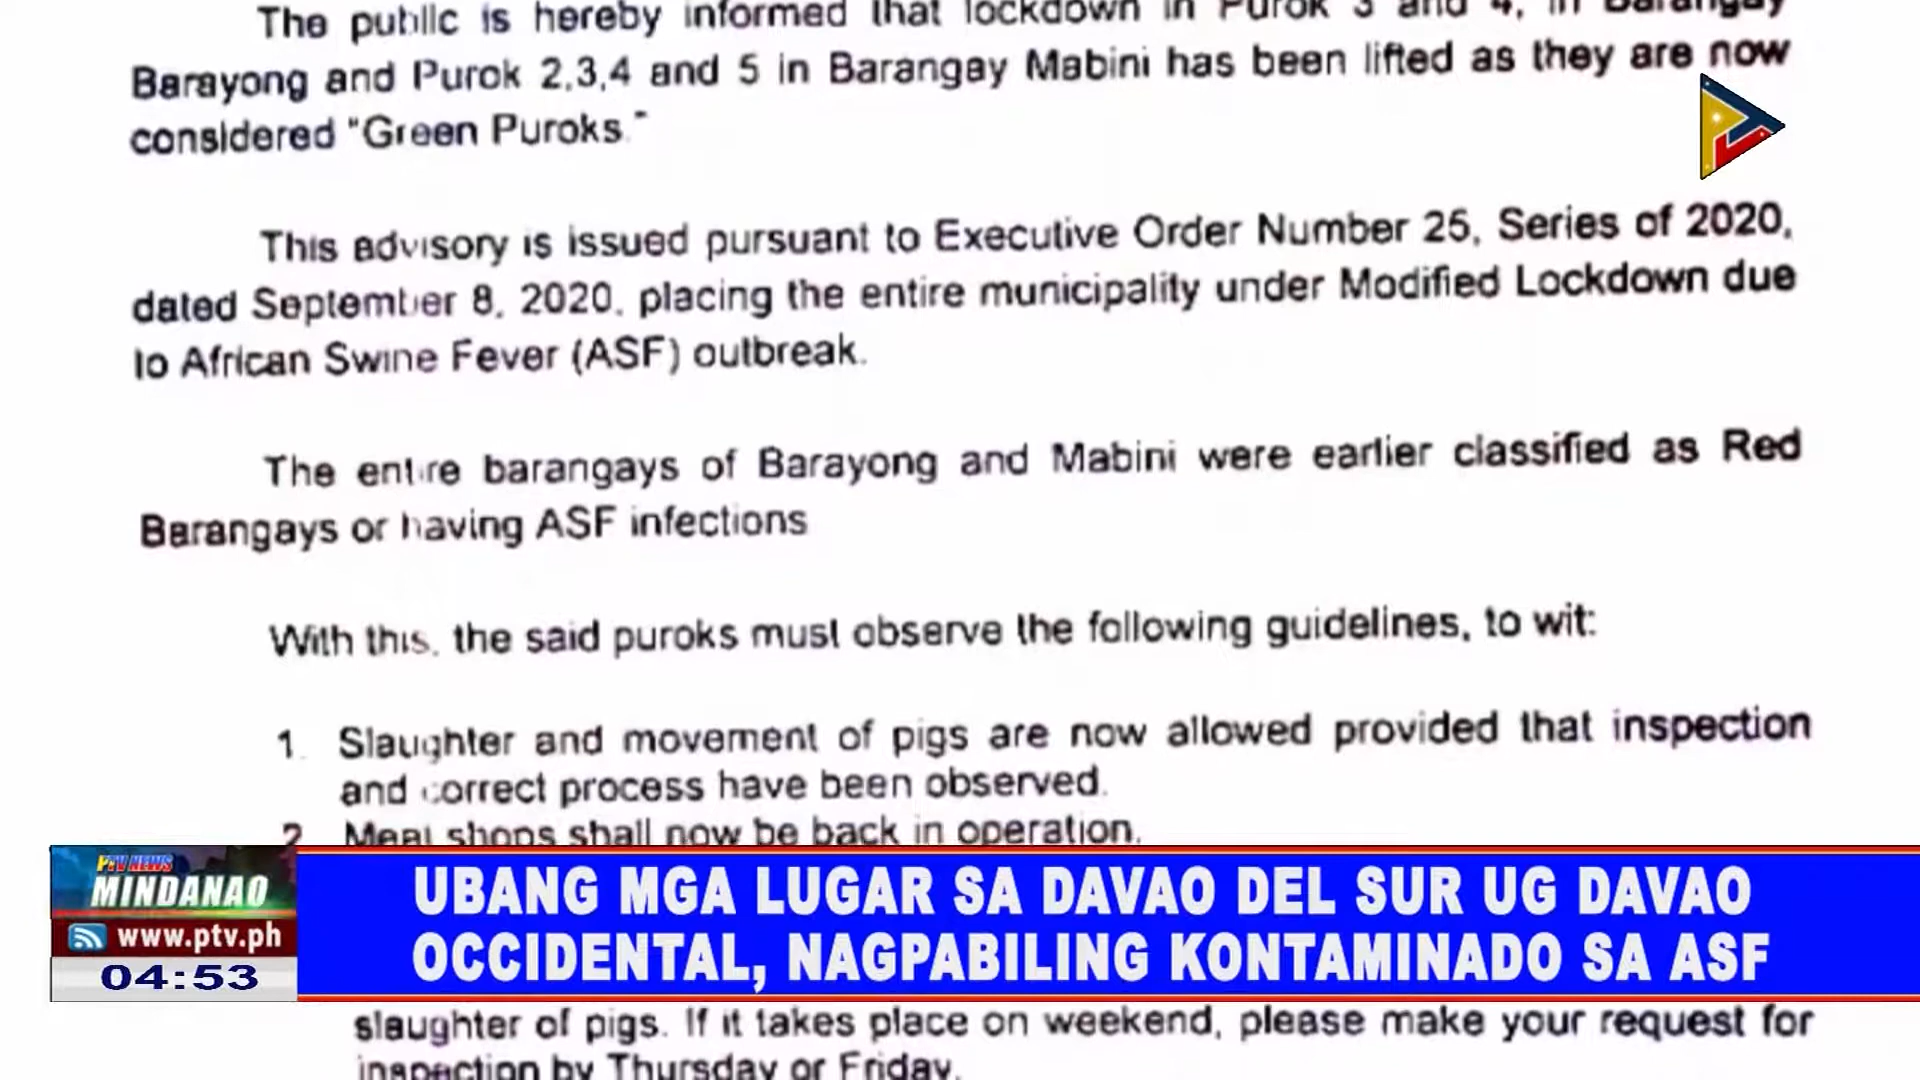 The public is hereby informed that lockdown in Purok 3 and 4, in Barangay
Barayong and Purok 2,3,4 and 5 in Barangay Mabini has been lifted as they are now
considered "Green Puroks."
This advisory is issued pursuant to Executive Order Number 25, Series of 2020,
dated September 8, 2020, placing the entire municipality under Modified Lockdown due
to African Swine Fever (ASF) outbreak.
The entire barangays of Barayong and Mabini were earlier classified as Red
Barangays or having ASF infections
With this, the said puroks must observe the following guidelines, to wit:
1. Slaughter and movement of pigs are now allowed provided that inspection
and correct process have been observed.
2. Meat shops shall now be back in operation.
PTV NEWS
MINDANAO
www.ptv.ph
04:53
UBANG MGA LUGAR SA DAVAO DEL SUR UG DAVAO
OCCIDENTAL, NAGPABILING KONTAMINADO SA ASF
slaughter of pigs. If it takes place on weekend, please make your request for
inspection by Thursday or Friday.